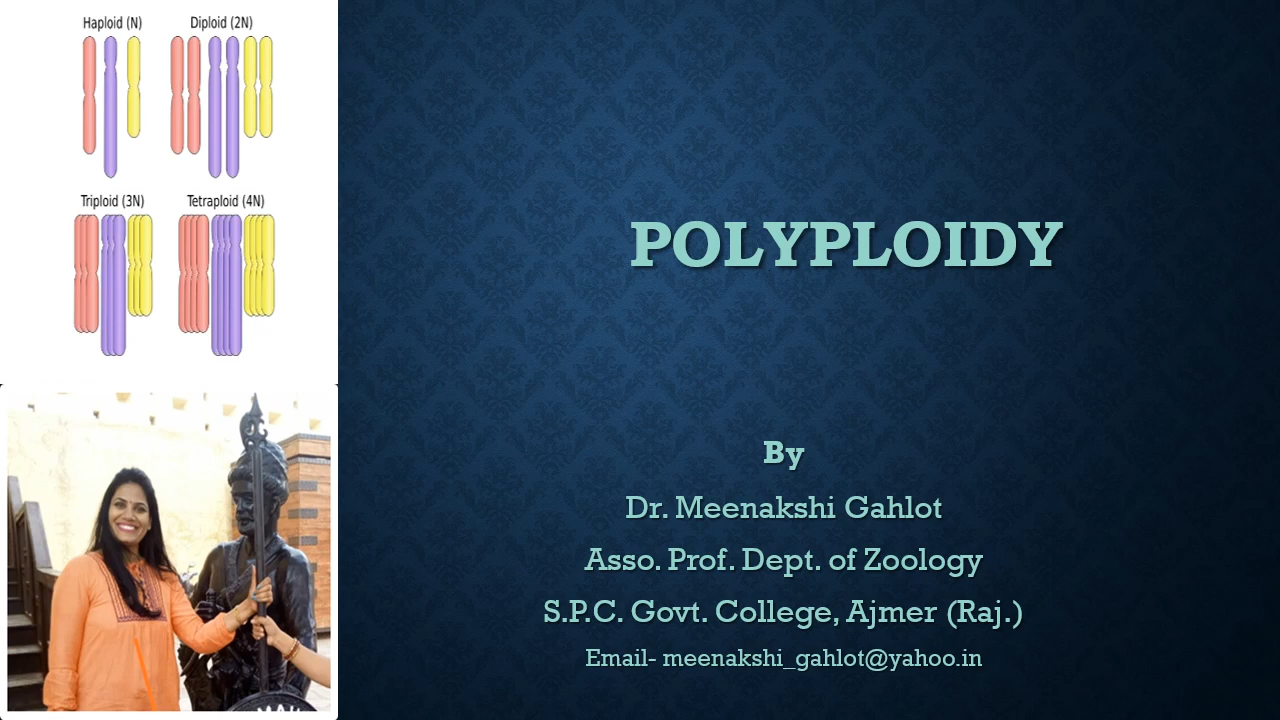 Haploid (N)
Diploid (2N)
Triploid (3N)
Tetraploid (4N)
POLYPLOIDY
By
Dr. Meenakshi Gahlot
Asso. Prof. Dept. of Zoology
S.P.C. Govt. College, Ajmer (Raj.)
Email- meenakshi_gahlot@yahoo.in